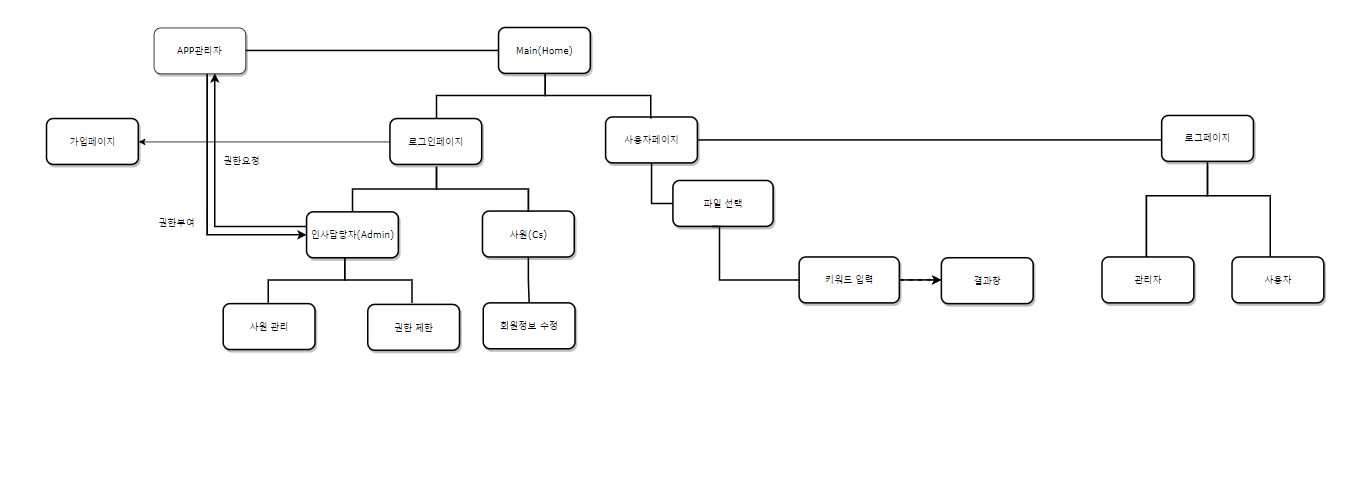 APP관리자
Main(Home)
가입페이지
로그인페이지
사용자페이지
로그페이지
권한요청
파일 선택
권한부여
인사담당자(Admin)
사원(Cs)
키워드 입력
결과창
관리자
사용자
사원 관리
권한 제한
회원정보 수정